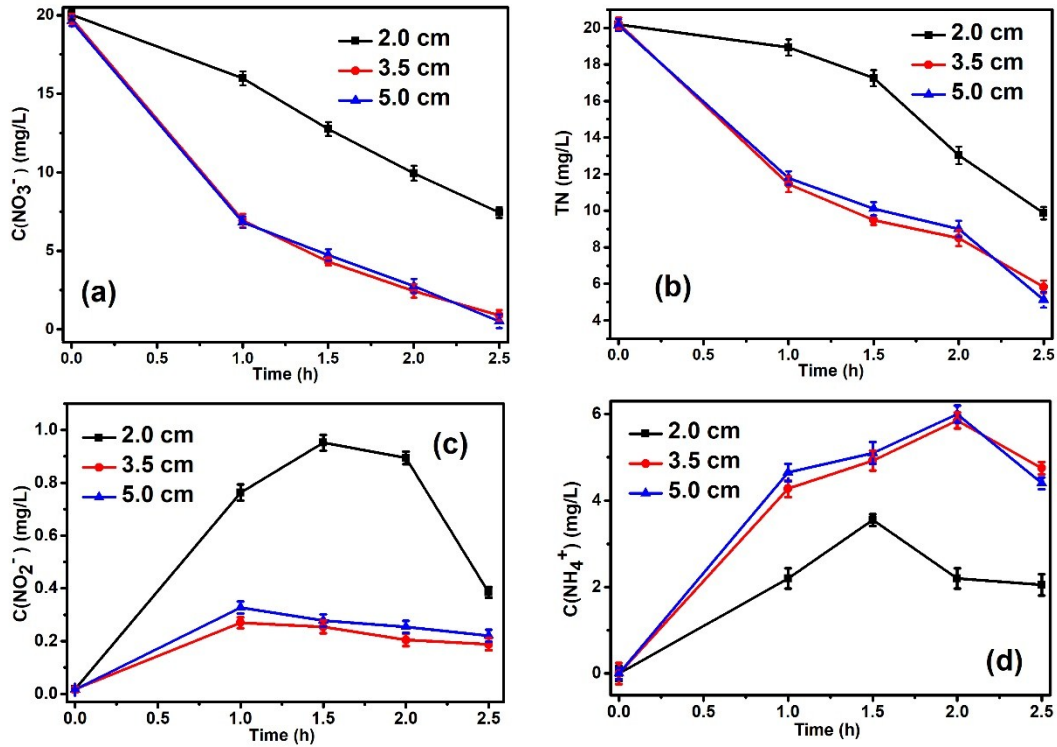 20
15
10
5
0
C(NO3-) (mg/L)
2.0 cm
3.5 cm
5.0 cm
(a)
0.0 0.5 1.0 1.5 2.0 2.5
Time (h)
20
18
16
14
12
10
8
6
4
TN (mg/L)
2.0 cm
3.5 cm
5.0 cm
(b)
0.0 0.5 1.0 1.5 2.0 2.5
Time (h)
1.0
0.8
0.6
0.4
0.2
0.0
C(NO2-) (mg/L)
2.0 cm
3.5 cm
5.0 cm
(c)
0.0 0.5 1.0 1.5 2.0 2.5
Time (h)
6
4
2
0
C(NH4+) (mg/L)
2.0 cm
3.5 cm
5.0 cm
(d)
0.0 0.5 1.0 1.5 2.0 2.5
Time (h)